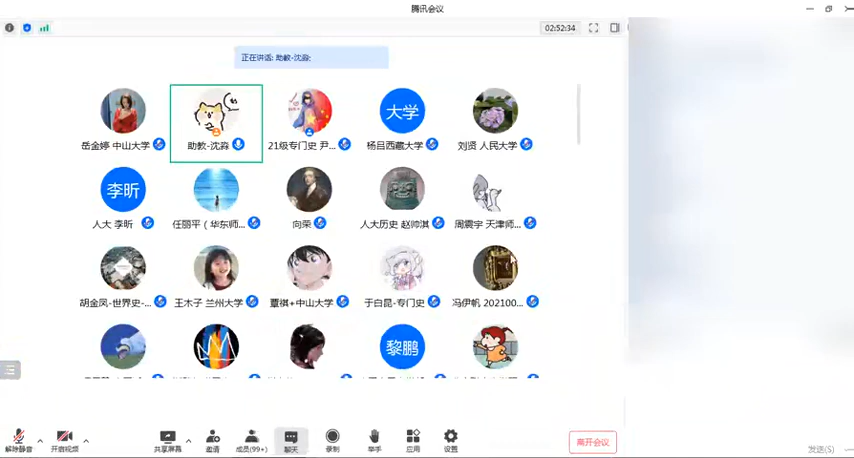 腾讯会议
02:52:34
正在讲话: 助教-沈淼;
大学
岳金婷 中山大学
助教-沈淼
21级专门史 尹...
杨吕西藏大学
刘贤 人民大学
李昕
人大 李昕
任丽平（华东师...
向荣
人大历史 赵帅淇
周震宇 天津师...
胡金凤-世界史-...
王木子 兰州大学
覃祺+中山大学
于白昆-专门史
冯伊帆 202100...
黎鹏
解除静音
开启视频
共享屏幕
邀请
成员(99+)
聊天
录制
举手
应用
设置
离开会议
发送(S)